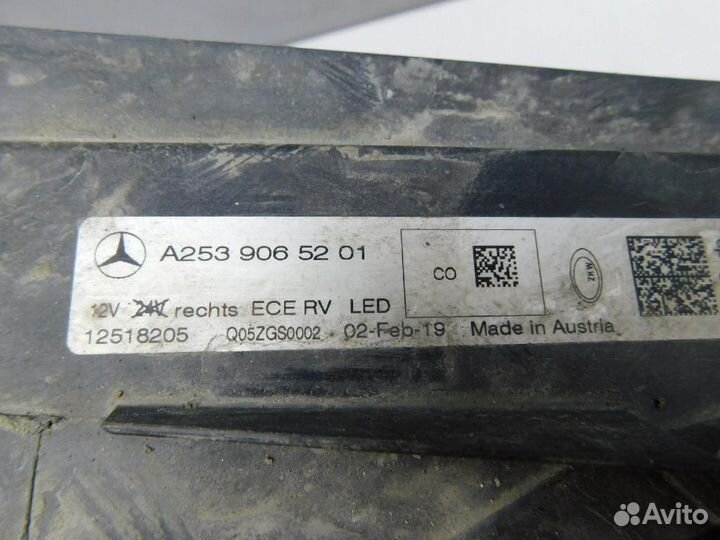 A253 906 52 01
CO
MKZ
12V 24V rechts ECE RV LED
12518205 Q05ZGS0002 02-Feb-19 Made in Austria
Avito